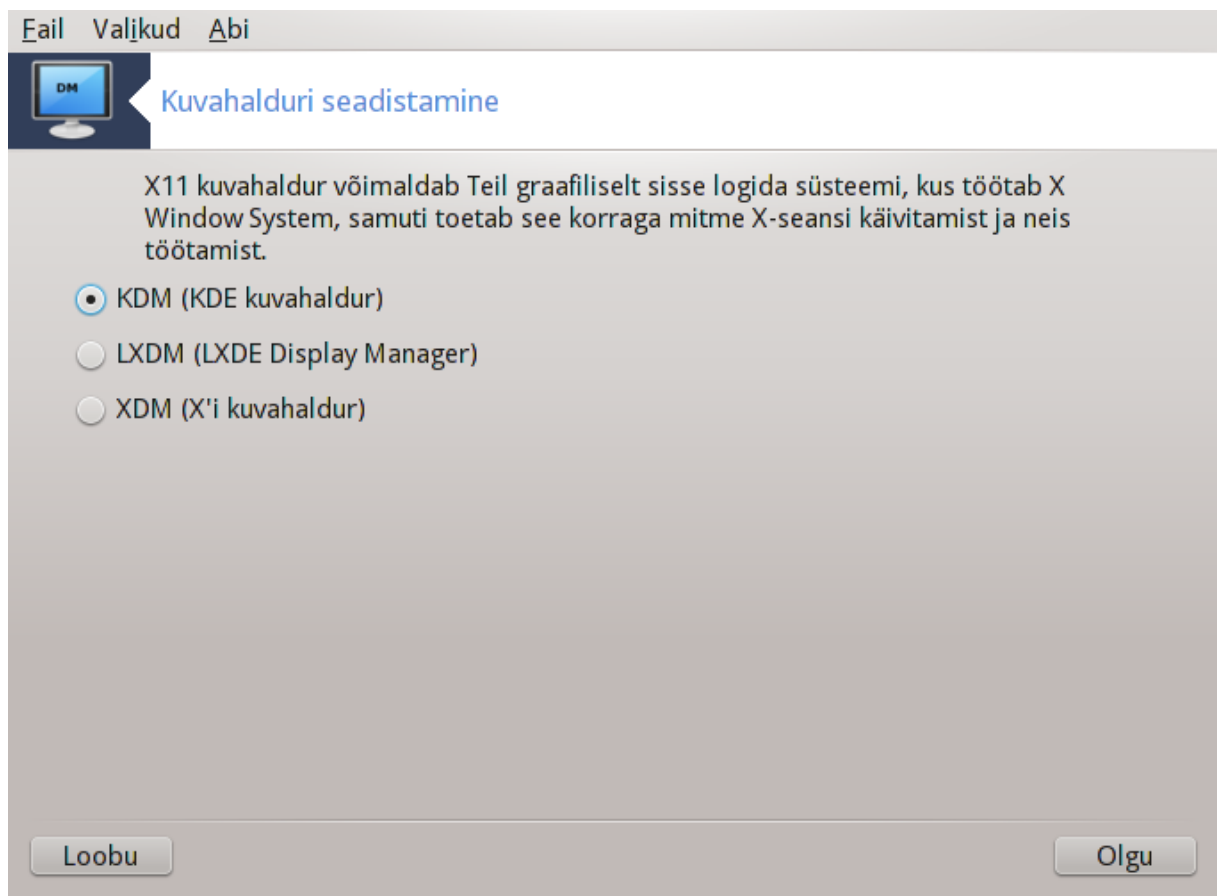 Fail Valikud Abi
DM
Kuvahalduri seadistamine
X11 kuvahaldur võimaldab Teil graafiliselt sisse logida süsteemi, kus töötab X
Window System, samuti toetab see korraga mitme X-seansi käivitamist ja neis
töötamist.
KDM (KDE kuvahaldur)
LXDM (LXDE Display Manager)
XDM (X'i kuvahaldur)
Loobu Olgu